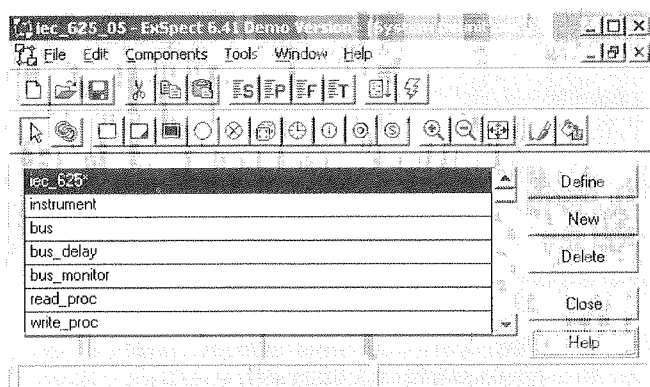 iec_625_05 - ExSpect 6.41 Demo Version - [system
File Edit Components Tools Window Help
S P F T
iec_625*
instrument
bus
bus_delay
bus_monitor
read_proc
write_proc
Define
New
Delete
Close
Help